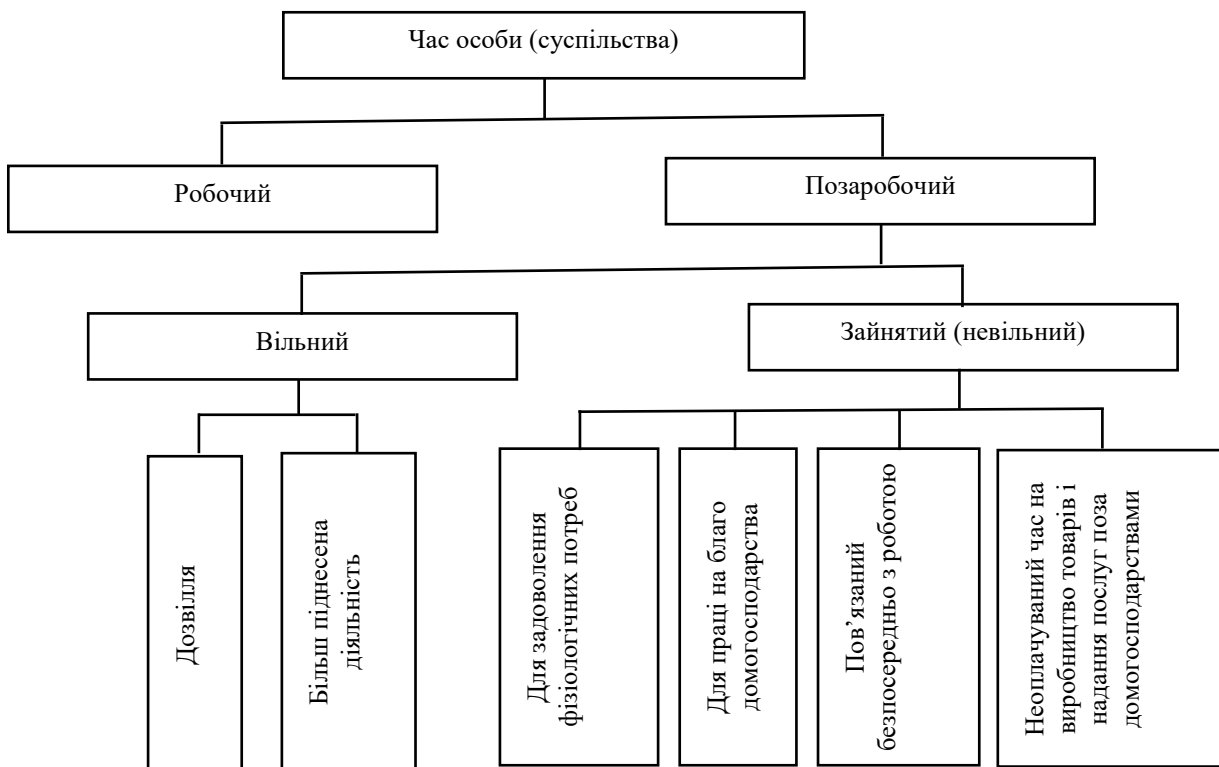 Час особи (суспільства)
Робочий
Позаробочий
Вільний
Зайнятий (невільний)
Дозвілля
Більш піднесена
діяльність
Для задоволення
фізіологічних потреб
Для праці на благо
домогосподарства
Пов’язаний
безпосередньо з роботою
Неоплачуваний час на
виробництво товарів і
надання послуг поза
домогосподарствами